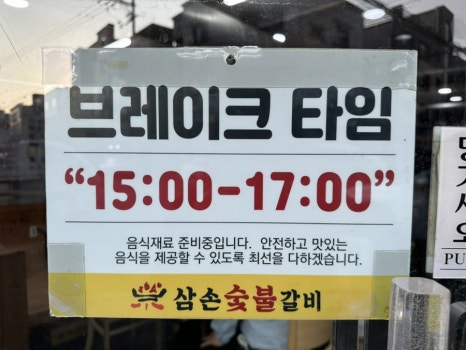 브레이크 타임
“15:00-17:00”
음식재료 준비중입니다. 안전하고 맛있는
음식을 제공할 수 있도록 최선을 다하겠습니다.
삼손숯불갈비
PU